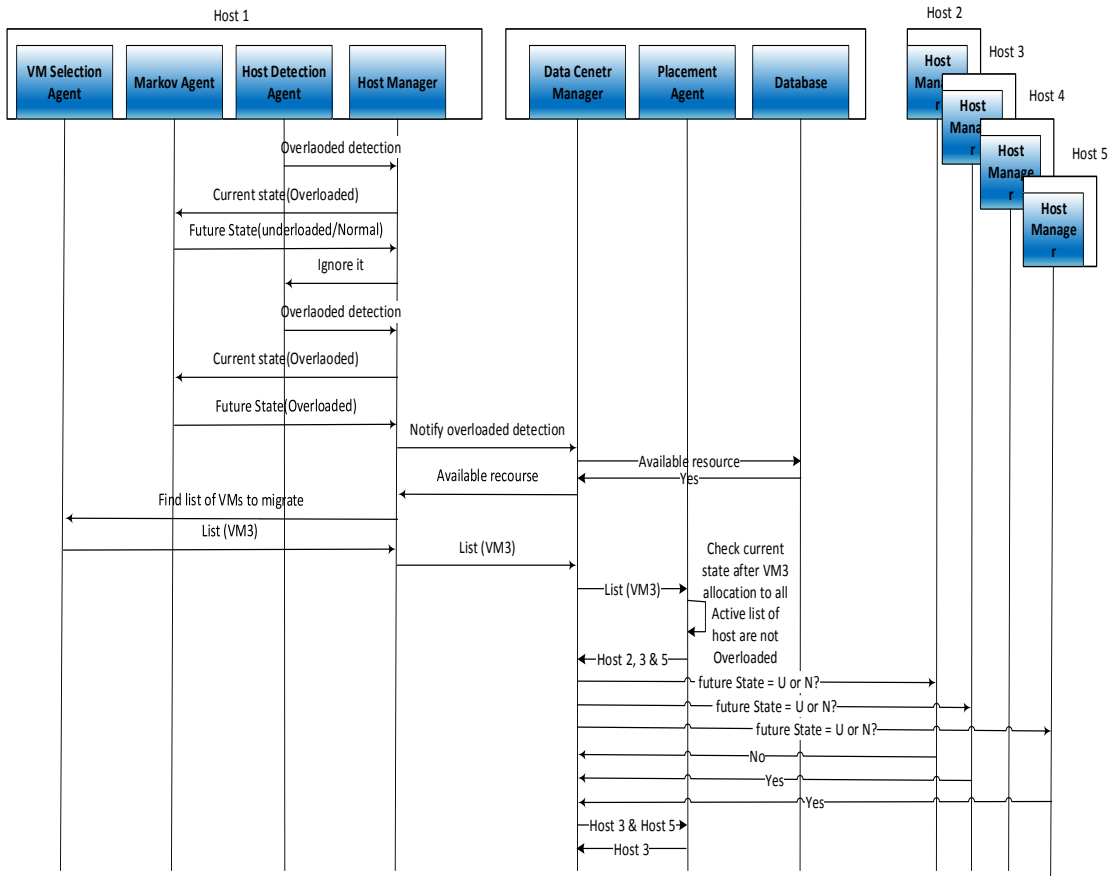 Host 1
Host 2
Host 3
Host 4
Host 5
VM Selection
Agent
Markov Agent
Host Detection
Agent
Host Manager
Data Cenetr
Manager
Placement
Agent
Database
Host
Manage
r
Host
Manage
r
Host
Manage
r
Host
Manage
r
Overlaoded detection
Current state(Overloaded)
Future State(underloaded/Normal)
Ignore it
Overlaoded detection
Current state(Overlaoded)
Future State(Overloaded)
Notify overloaded detection
Available resource
Yes
Available recourse
Find list of VMs to migrate
List (VM3)
List (VM3)
List (VM3)
Check current
state after VM3
allocation to all
Active list of
host are not
Overloaded
Host 2, 3 & 5
future State = U or N?
future State = U or N?
future State = U or N?
No
Yes
Yes
Host 3 & Host 5
Host 3